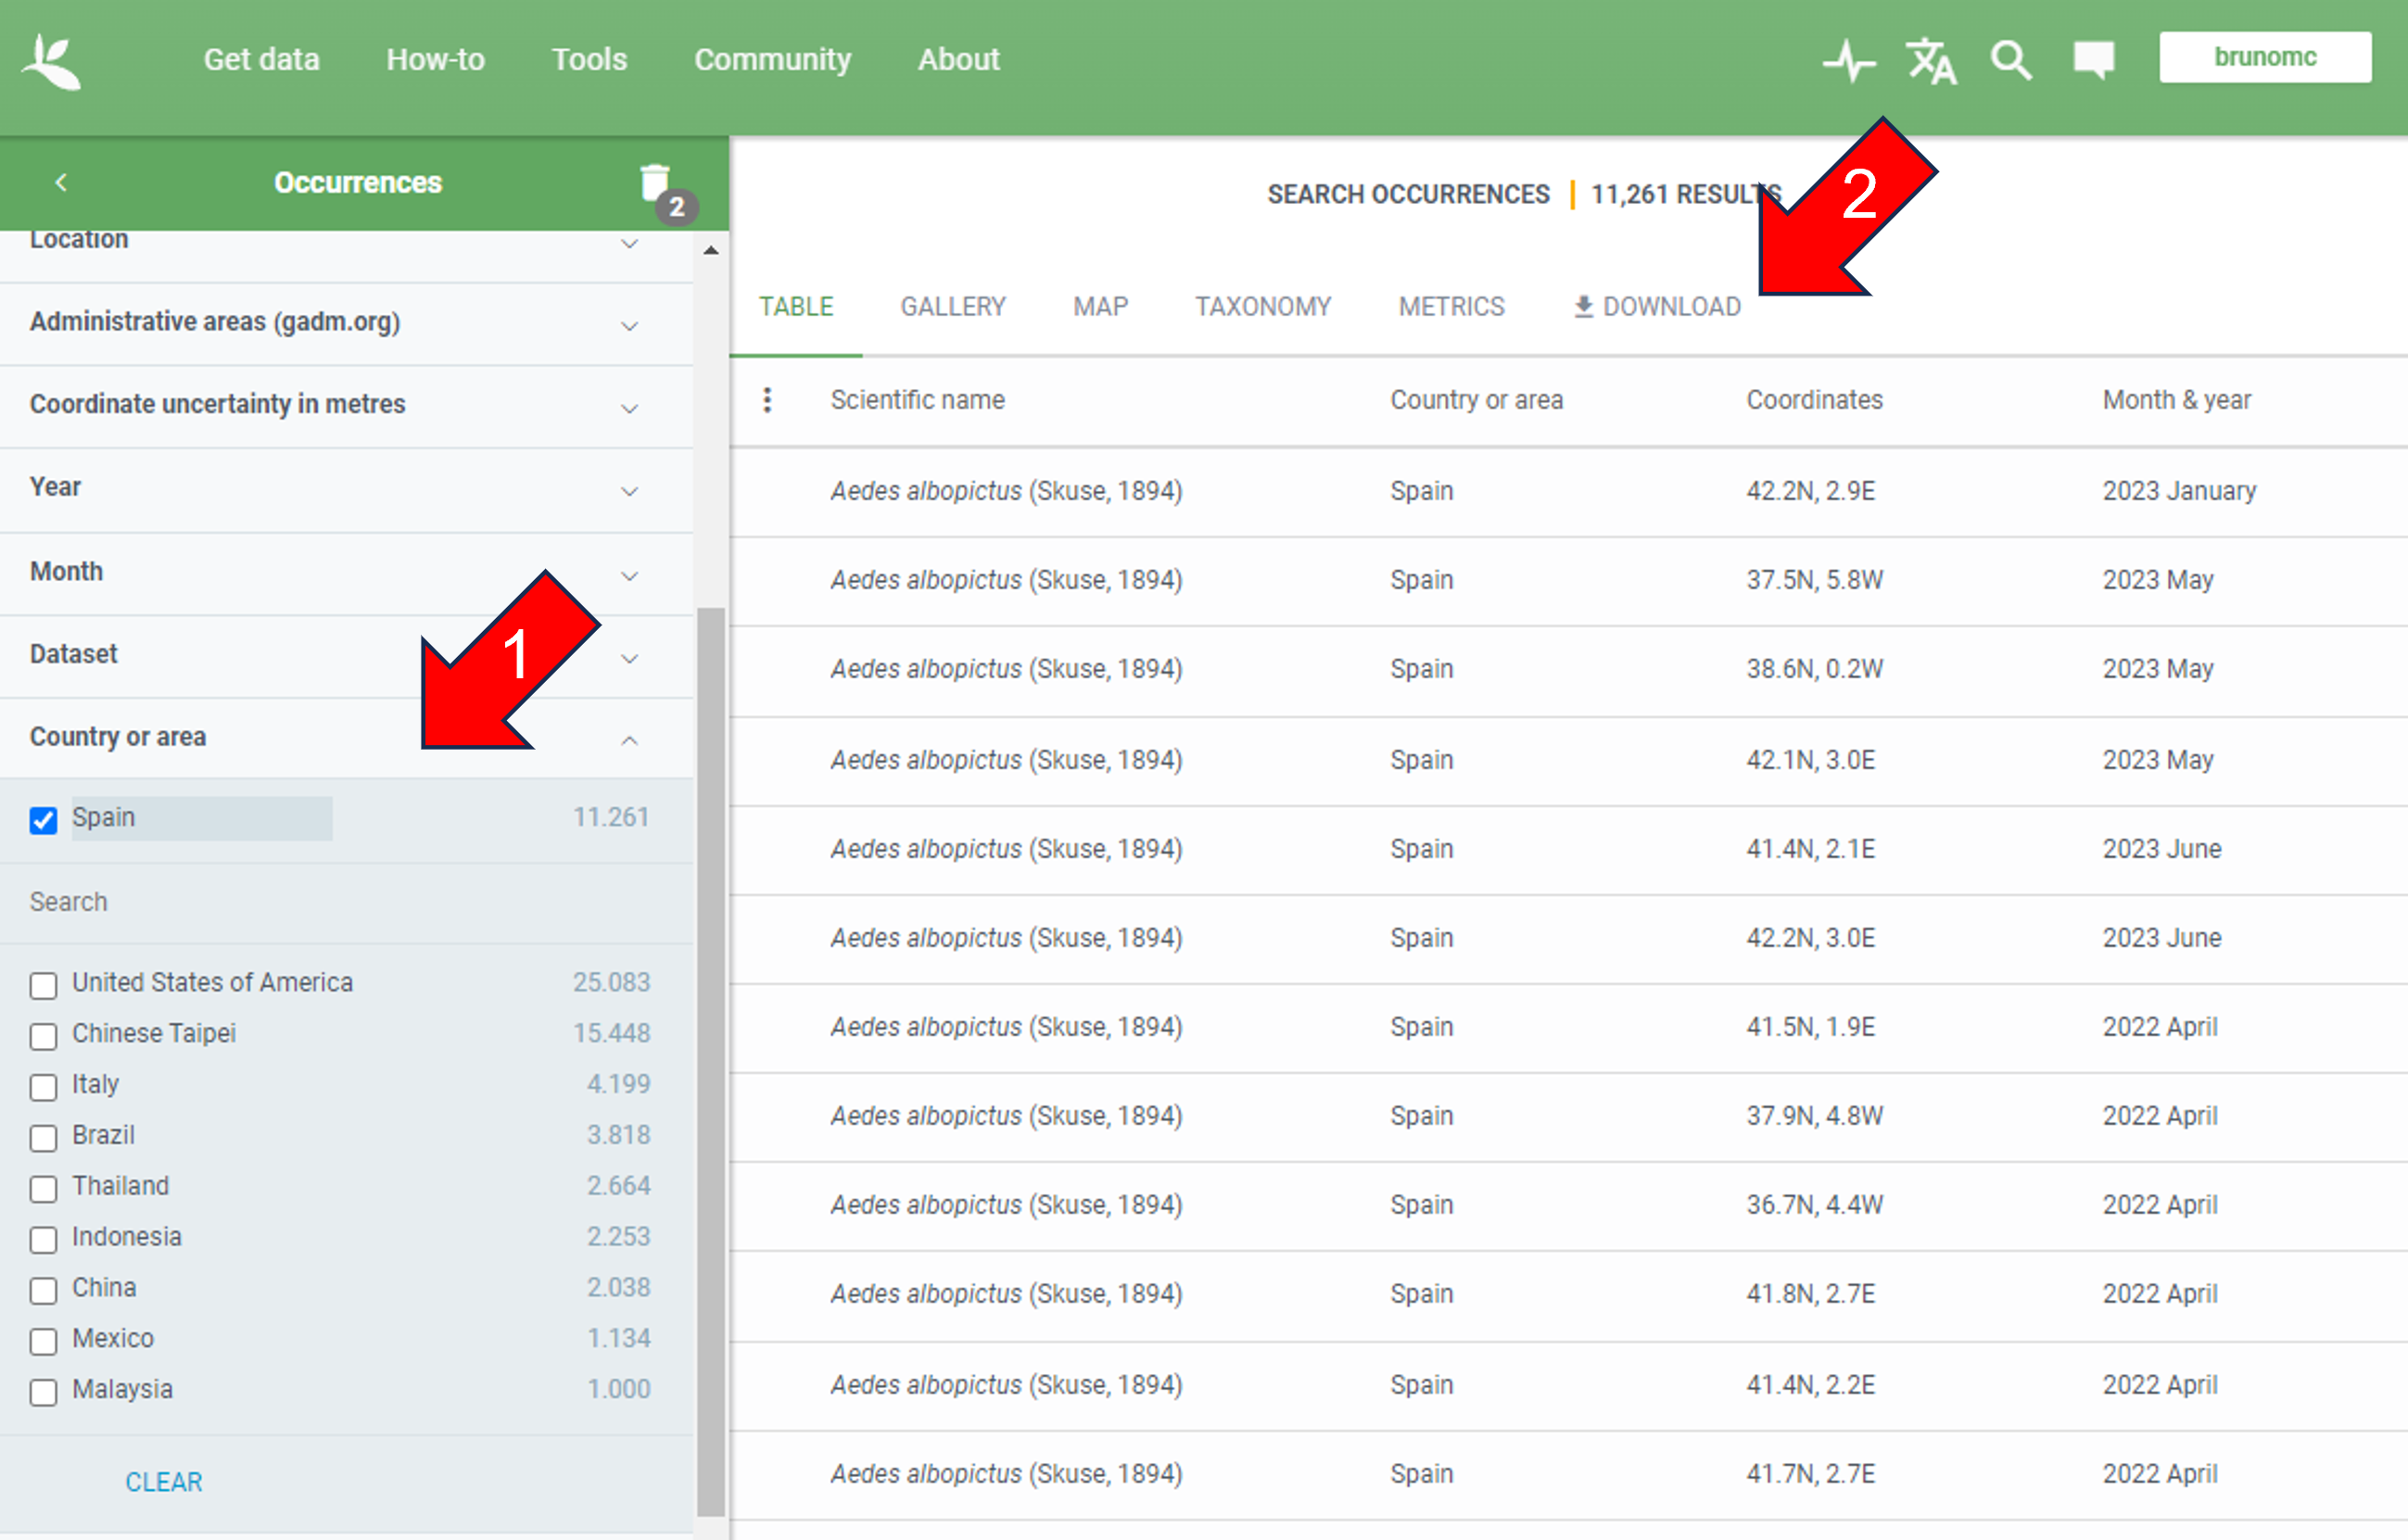 Get data How-to Tools Community About brunomc
Occurrences 2
Location
Administrative areas (gadm.org)
Coordinate uncertainty in metres
Year
Month
1
Dataset
Country or area
Spain 11.261
Search
United States of America 25.083
Chinese Taipei 15.448
Italy 4.199
Brazil 3.818
Thailand 2.664
Indonesia 2.253
China 2.038
Mexico 1.134
Malaysia 1.000
CLEAR
SEARCH OCCURRENCES | 11,261 RESULTS
2
TABLE GALLERY MAP TAXONOMY METRICS DOWNLOAD
Scientific name Country or area Coordinates Month & year
Aedes albopictus (Skuse, 1894) Spain 42.2N, 2.9E 2023 January
Aedes albopictus (Skuse, 1894) Spain 37.5N, 5.8W 2023 May
Aedes albopictus (Skuse, 1894) Spain 38.6N, 0.2W 2023 May
Aedes albopictus (Skuse, 1894) Spain 42.1N, 3.0E 2023 May
Aedes albopictus (Skuse, 1894) Spain 41.4N, 2.1E 2023 June
Aedes albopictus (Skuse, 1894) Spain 42.2N, 3.0E 2023 June
Aedes albopictus (Skuse, 1894) Spain 41.5N, 1.9E 2022 April
Aedes albopictus (Skuse, 1894) Spain 37.9N, 4.8W 2022 April
Aedes albopictus (Skuse, 1894) Spain 36.7N, 4.4W 2022 April
Aedes albopictus (Skuse, 1894) Spain 41.8N, 2.7E 2022 April
Aedes albopictus (Skuse, 1894) Spain 41.4N, 2.2E 2022 April
Aedes albopictus (Skuse, 1894) Spain 41.7N, 2.7E 2022 April